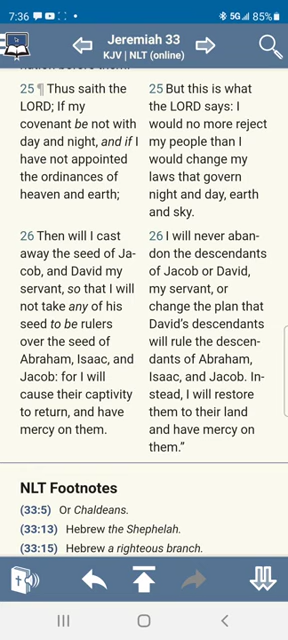 7:36
5G 85%
Jeremiah 33
KJV | NLT (online)
25 ¶ Thus saith the
LORD; If my
covenant be not with
day and night, and if I
have not appointed
the ordinances of
heaven and earth;
25 But this is what
the LORD says: I
would no more reject
my people than I
would change my
laws that govern
night and day, earth
and sky.
26 Then will I cast
away the seed of Ja-
cob, and David my
servant, so that I will
not take any of his
seed to be rulers
over the seed of
Abraham, Isaac, and
Jacob: for I will
cause their captivity
to return, and have
mercy on them.
26 I will never aban-
don the descendants
of Jacob or David,
my servant, or
change the plan that
David's descendants
will rule the descen-
dants of Abraham,
Isaac, and Jacob. In-
stead, I will restore
them to their land
and have mercy on
them.”
NLT Footnotes
(33:5) Or Chaldeans.
(33:13) Hebrew the Shephelah.
(33:15) Hebrew a righteous branch.